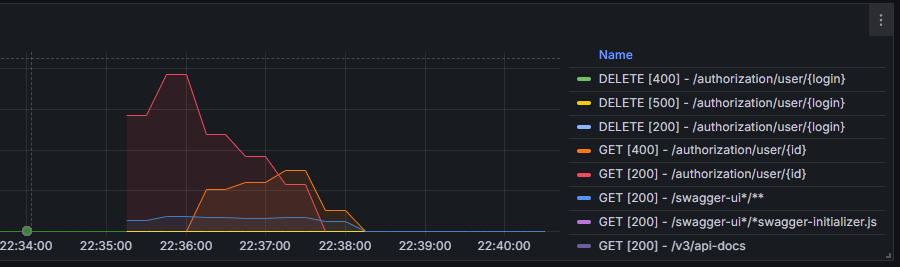 Name
DELETE [400] - /authorization/user/{login}
DELETE [500] - /authorization/user/{login}
DELETE [200] - /authorization/user/{login}
GET [400] - /authorization/user/{id}
GET [200] - /authorization/user/{id}
GET [200] - /swagger-ui*/**
GET [200] - /swagger-ui*/*swagger-initializer.js
GET [200] - /v3/api-docs
22:34:00 22:35:00 22:36:00 22:37:00 22:38:00 22:39:00 22:40:00